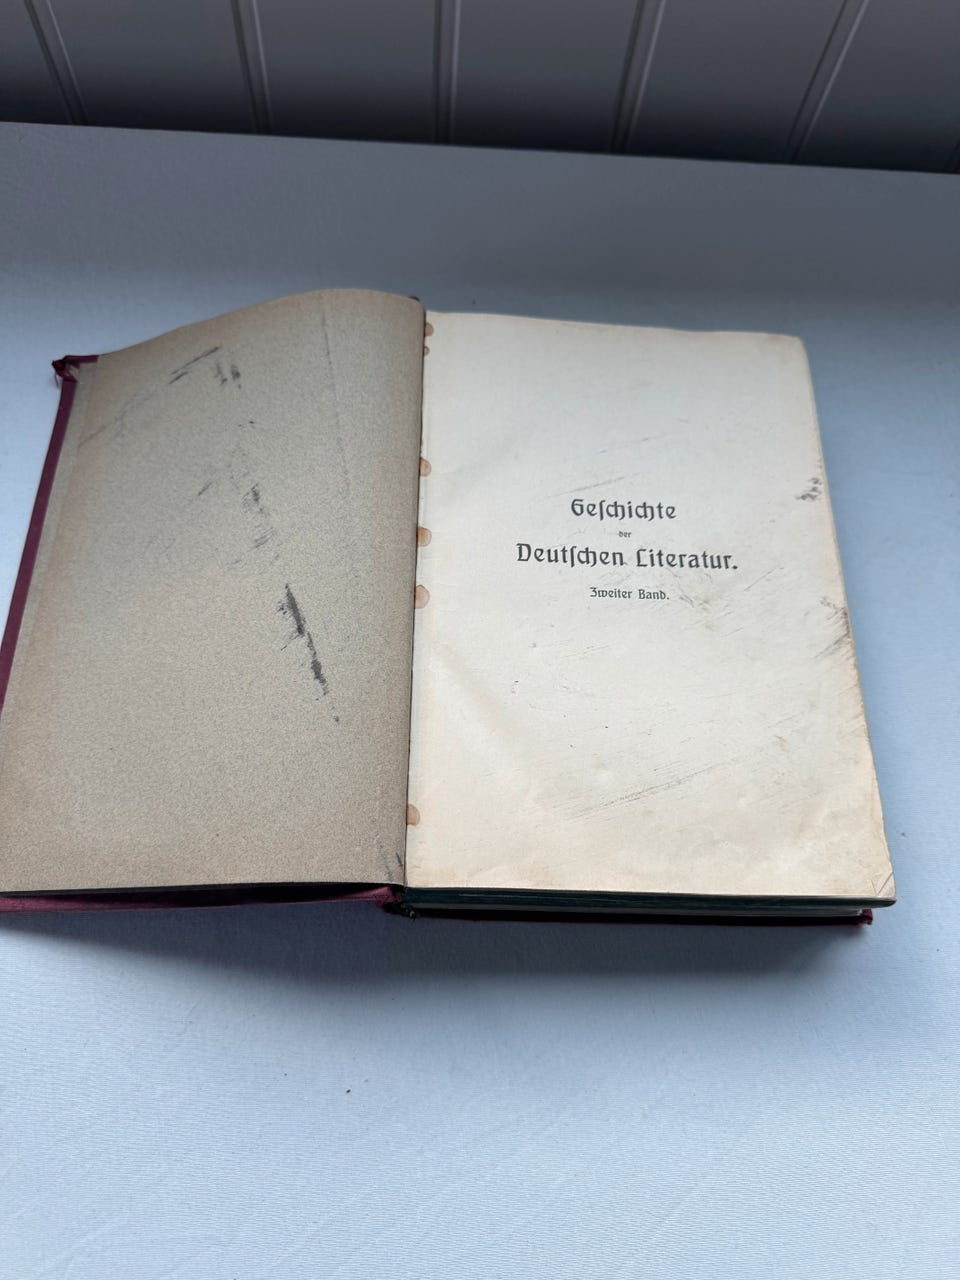 Geſchichte
der
Deutſchen Literatur.
Zweiter Band.